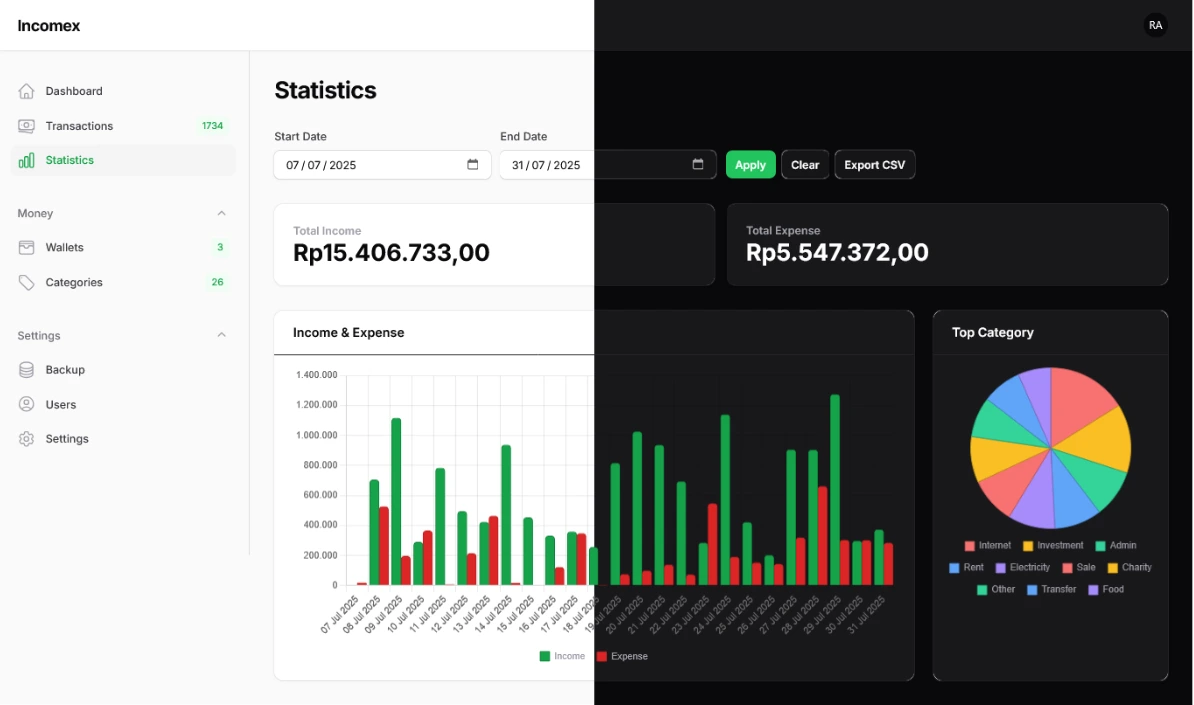 Incomex
RA
Dashboard
Transactions 1734
Statistics
Money
Wallets 3
Categories 26
Settings
Backup
Users
Settings
Statistics
Start Date End Date
07/07/2025 31/07/2025 Apply Clear Export CSV
Total Income
Rp15.406.733,00
Total Expense
Rp5.547.372,00
Income & Expense
1.400.000
1.200.000
1.000.000
800.000
600.000
400.000
200.000
0
07 Jul 2025
08 Jul 2025
09 Jul 2025
10 Jul 2025
11 Jul 2025
12 Jul 2025
13 Jul 2025
14 Jul 2025
15 Jul 2025
16 Jul 2025
17 Jul 2025
18 Jul 2025
19 Jul 2025
20 Jul 2025
21 Jul 2025
22 Jul 2025
23 Jul 2025
24 Jul 2025
25 Jul 2025
26 Jul 2025
27 Jul 2025
28 Jul 2025
29 Jul 2025
30 Jul 2025
31 Jul 2025
Income Expense
Top Category
Internet Investment Admin
Rent Electricity Sale Charity
Other Transfer Food